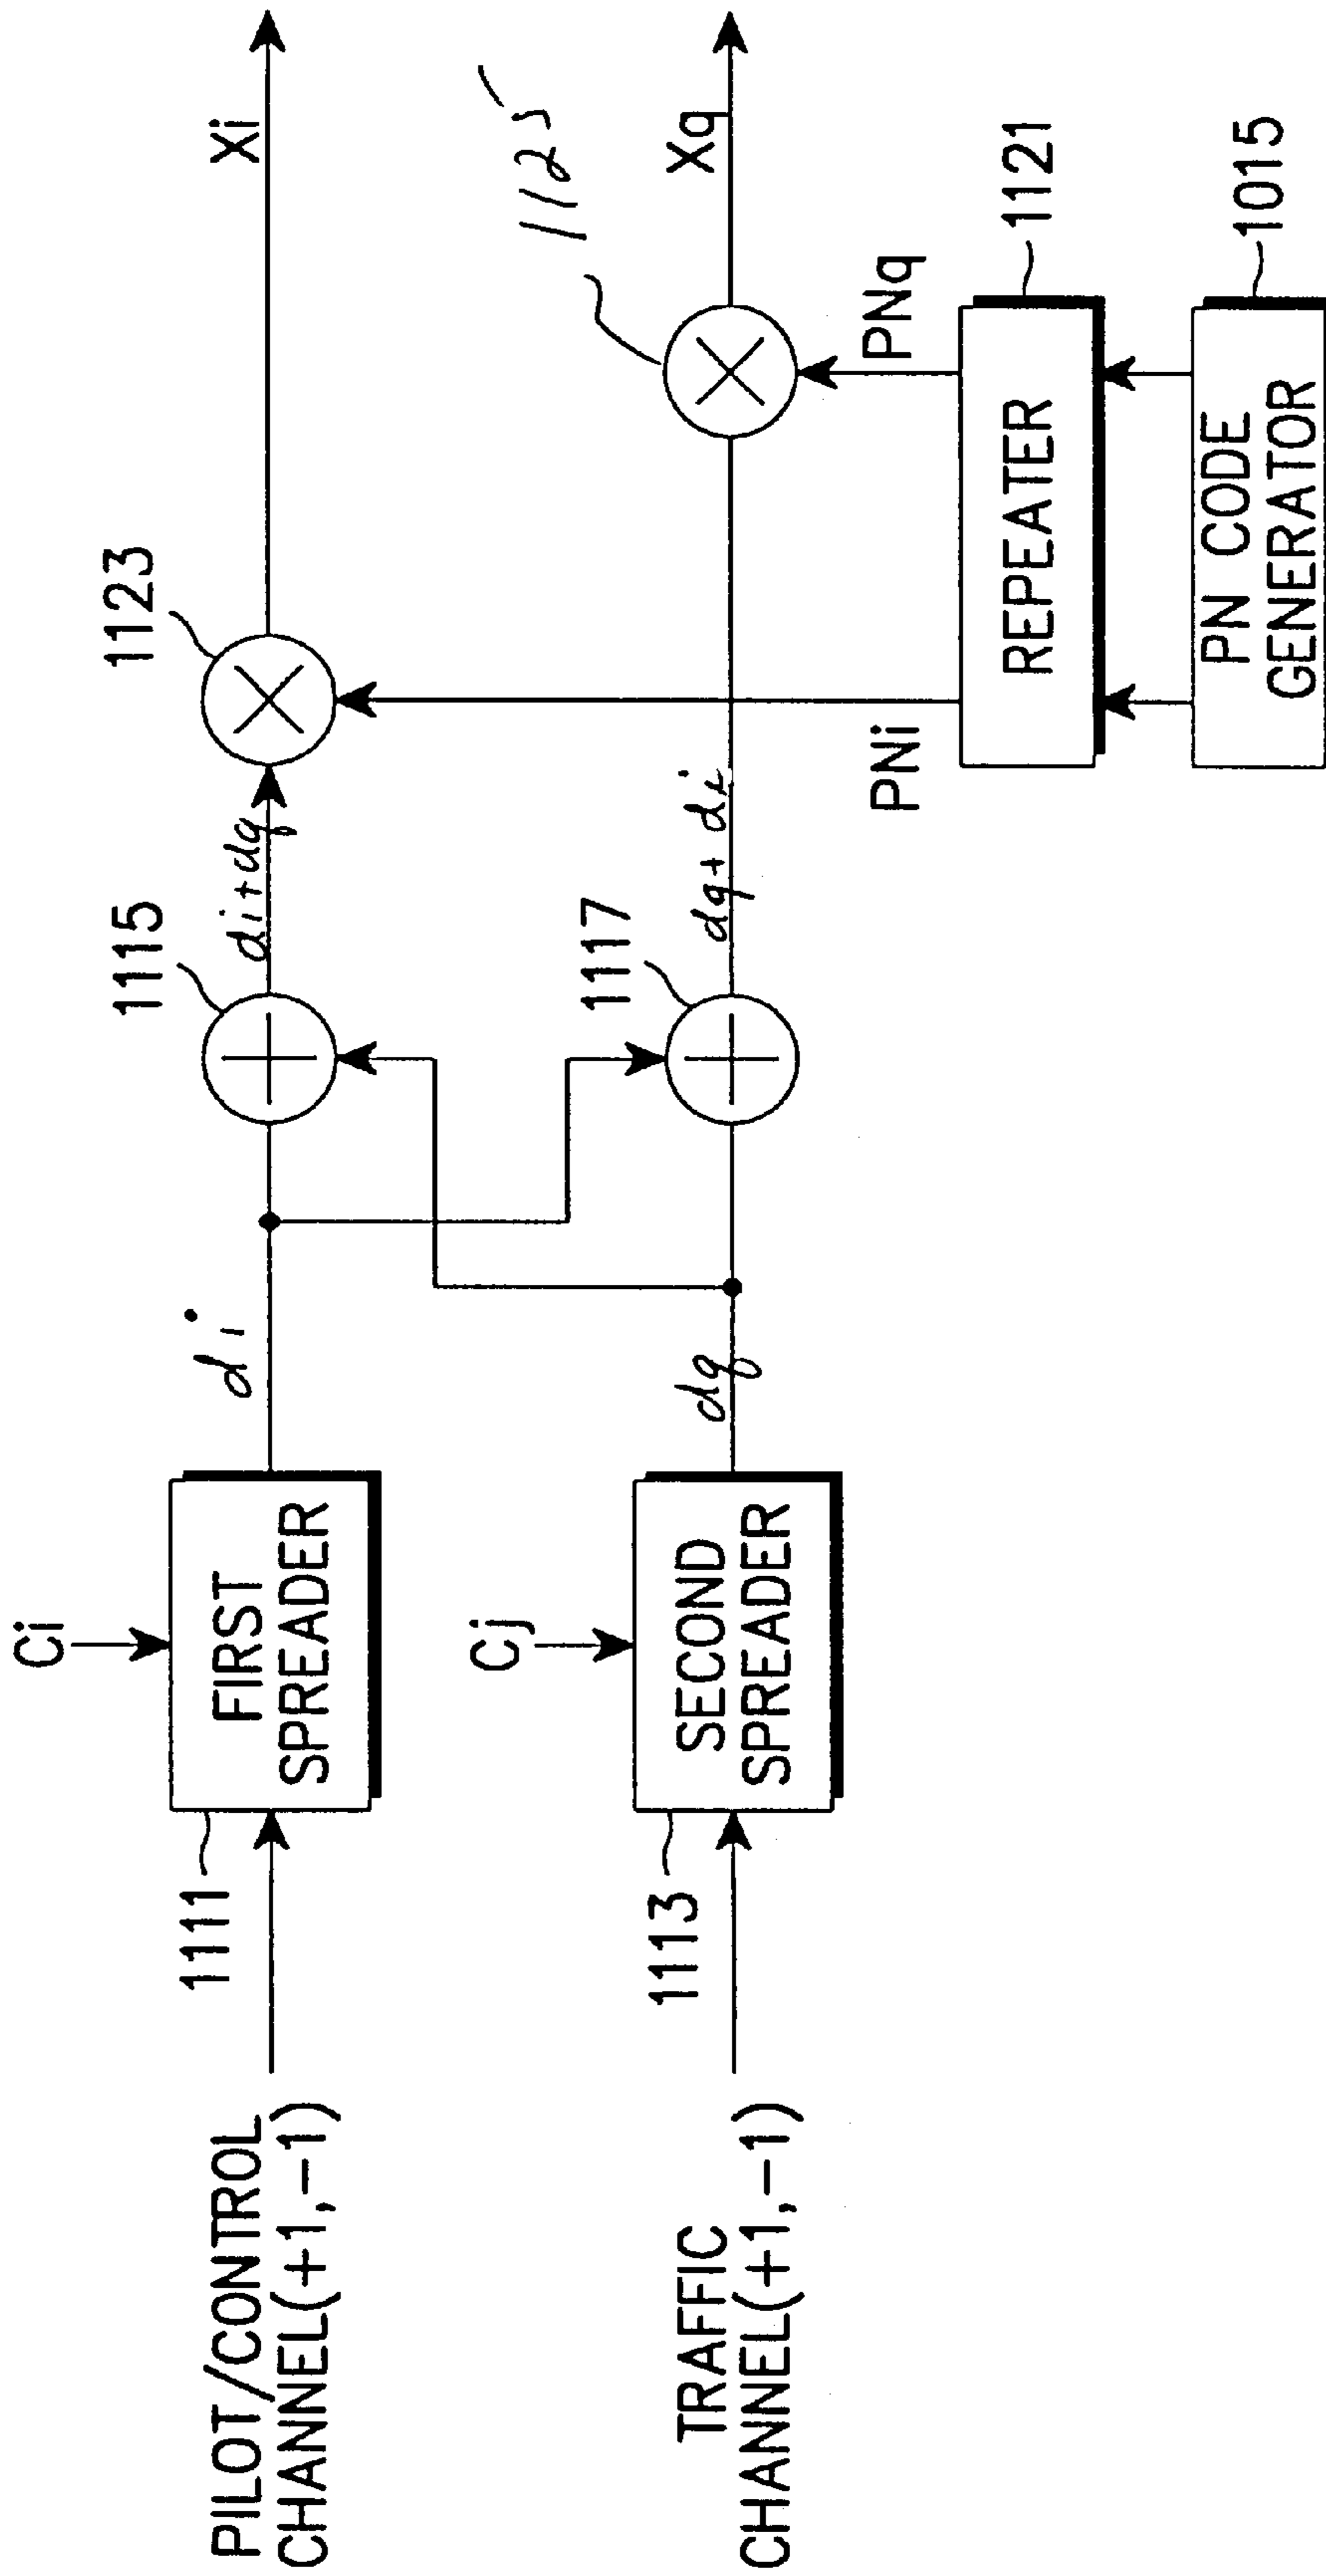 PILOT/CONTROL
CHANNEL(+1,-1)
1111
Ci
FIRST
SPREADER
di
1115
di+dq
1123
Xi
TRAFFIC
CHANNEL(+1,-1)
1113
Cj
SECOND
SPREADER
dq
1117
dq+di
1125
Xq
PNi
PNq
REPEATER
1121
PN CODE
GENERATOR
1015